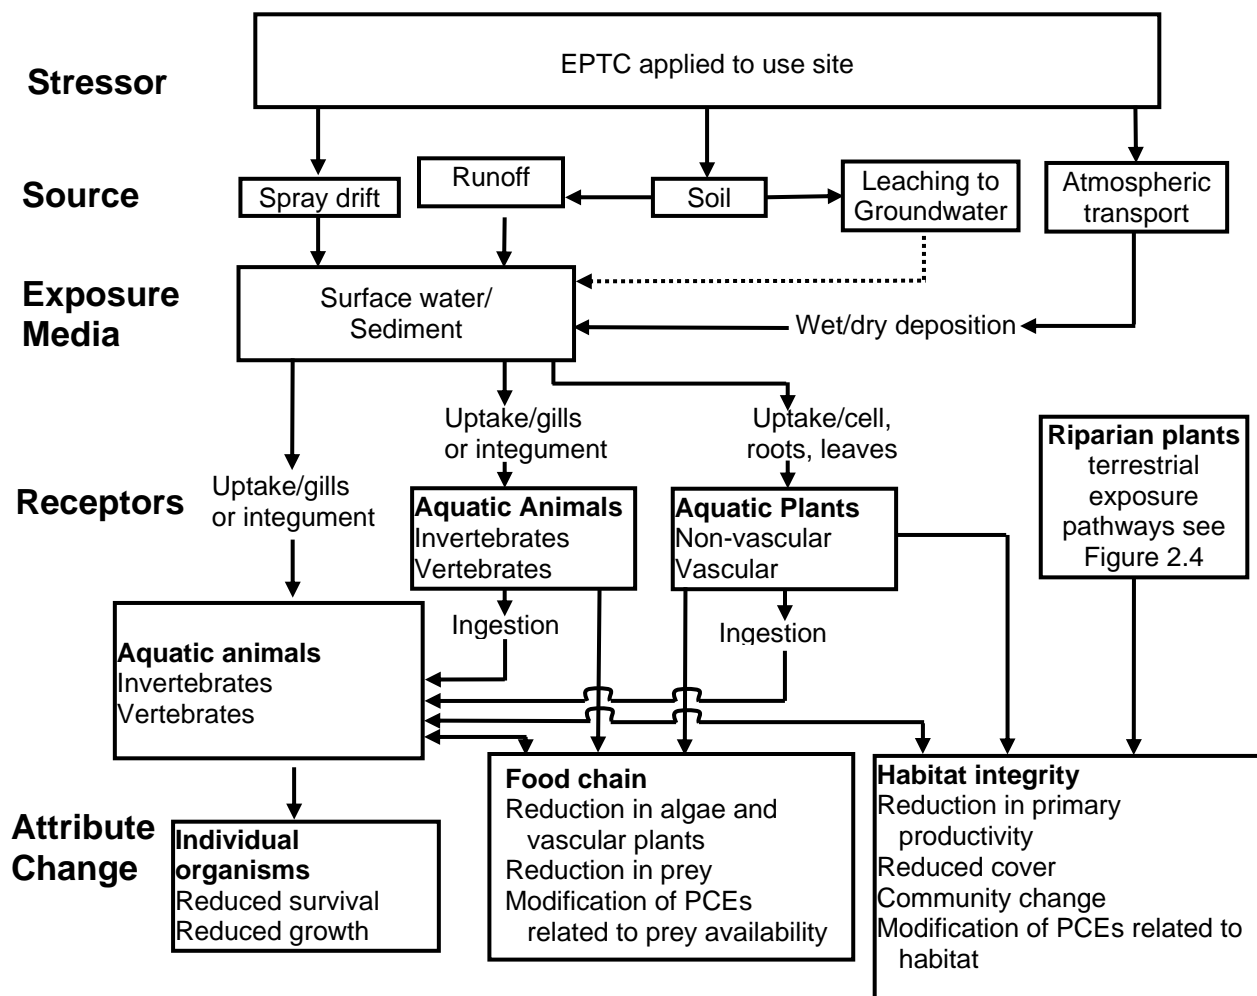 Stressor
EPTC applied to use site
Source
Spray drift
Runoff
Soil
Leaching to
Groundwater
Atmospheric
transport
Exposure
Media
Surface water/
Sediment
Wet/dry deposition
Receptors
Uptake/gills
or integument
Uptake/gills
or integument
Uptake/cell,
roots, leaves
Riparian plants
terrestrial
exposure
pathways see
Figure 2.4
Aquatic Animals
Invertebrates
Vertebrates
Aquatic Plants
Non-vascular
Vascular
Ingestion
Ingestion
Aquatic animals
Invertebrates
Vertebrates
Attribute
Change
Individual
organisms
Reduced survival
Reduced growth
Food chain
Reduction in algae and
vascular plants
Reduction in prey
Modification of PCEs
related to prey availability
Habitat integrity
Reduction in primary
productivity
Reduced cover
Community change
Modification of PCEs related to
habitat